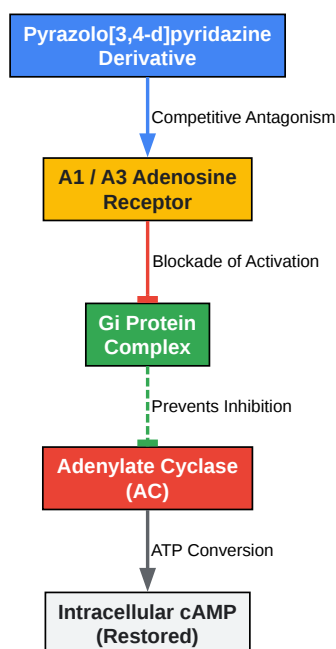 Pyrazolo[3,4-d]pyridazine
Derivative
Competitive Antagonism
A1 / A3 Adenosine
Receptor
Blockade of Activation
Gi Protein
Complex
Prevents Inhibition
Adenylate Cyclase
(AC)
ATP Conversion
Intracellular cAMP
(Restored)